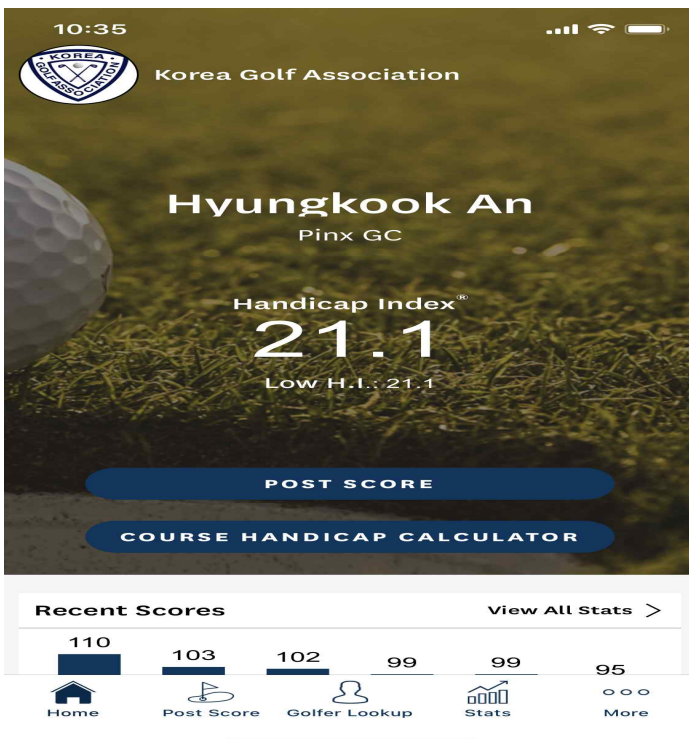 10:35
KOREA
GOLF ASSOCIATION
Korea Golf Association
Hyungkook An
Pinx GC
Handicap Index®
21.1
Low H.I.: 21.1
POST SCORE
COURSE HANDICAP CALCULATOR
Recent Scores View All Stats >
110 103 102 99 99 95
Home Post Score Golfer Lookup Stats More